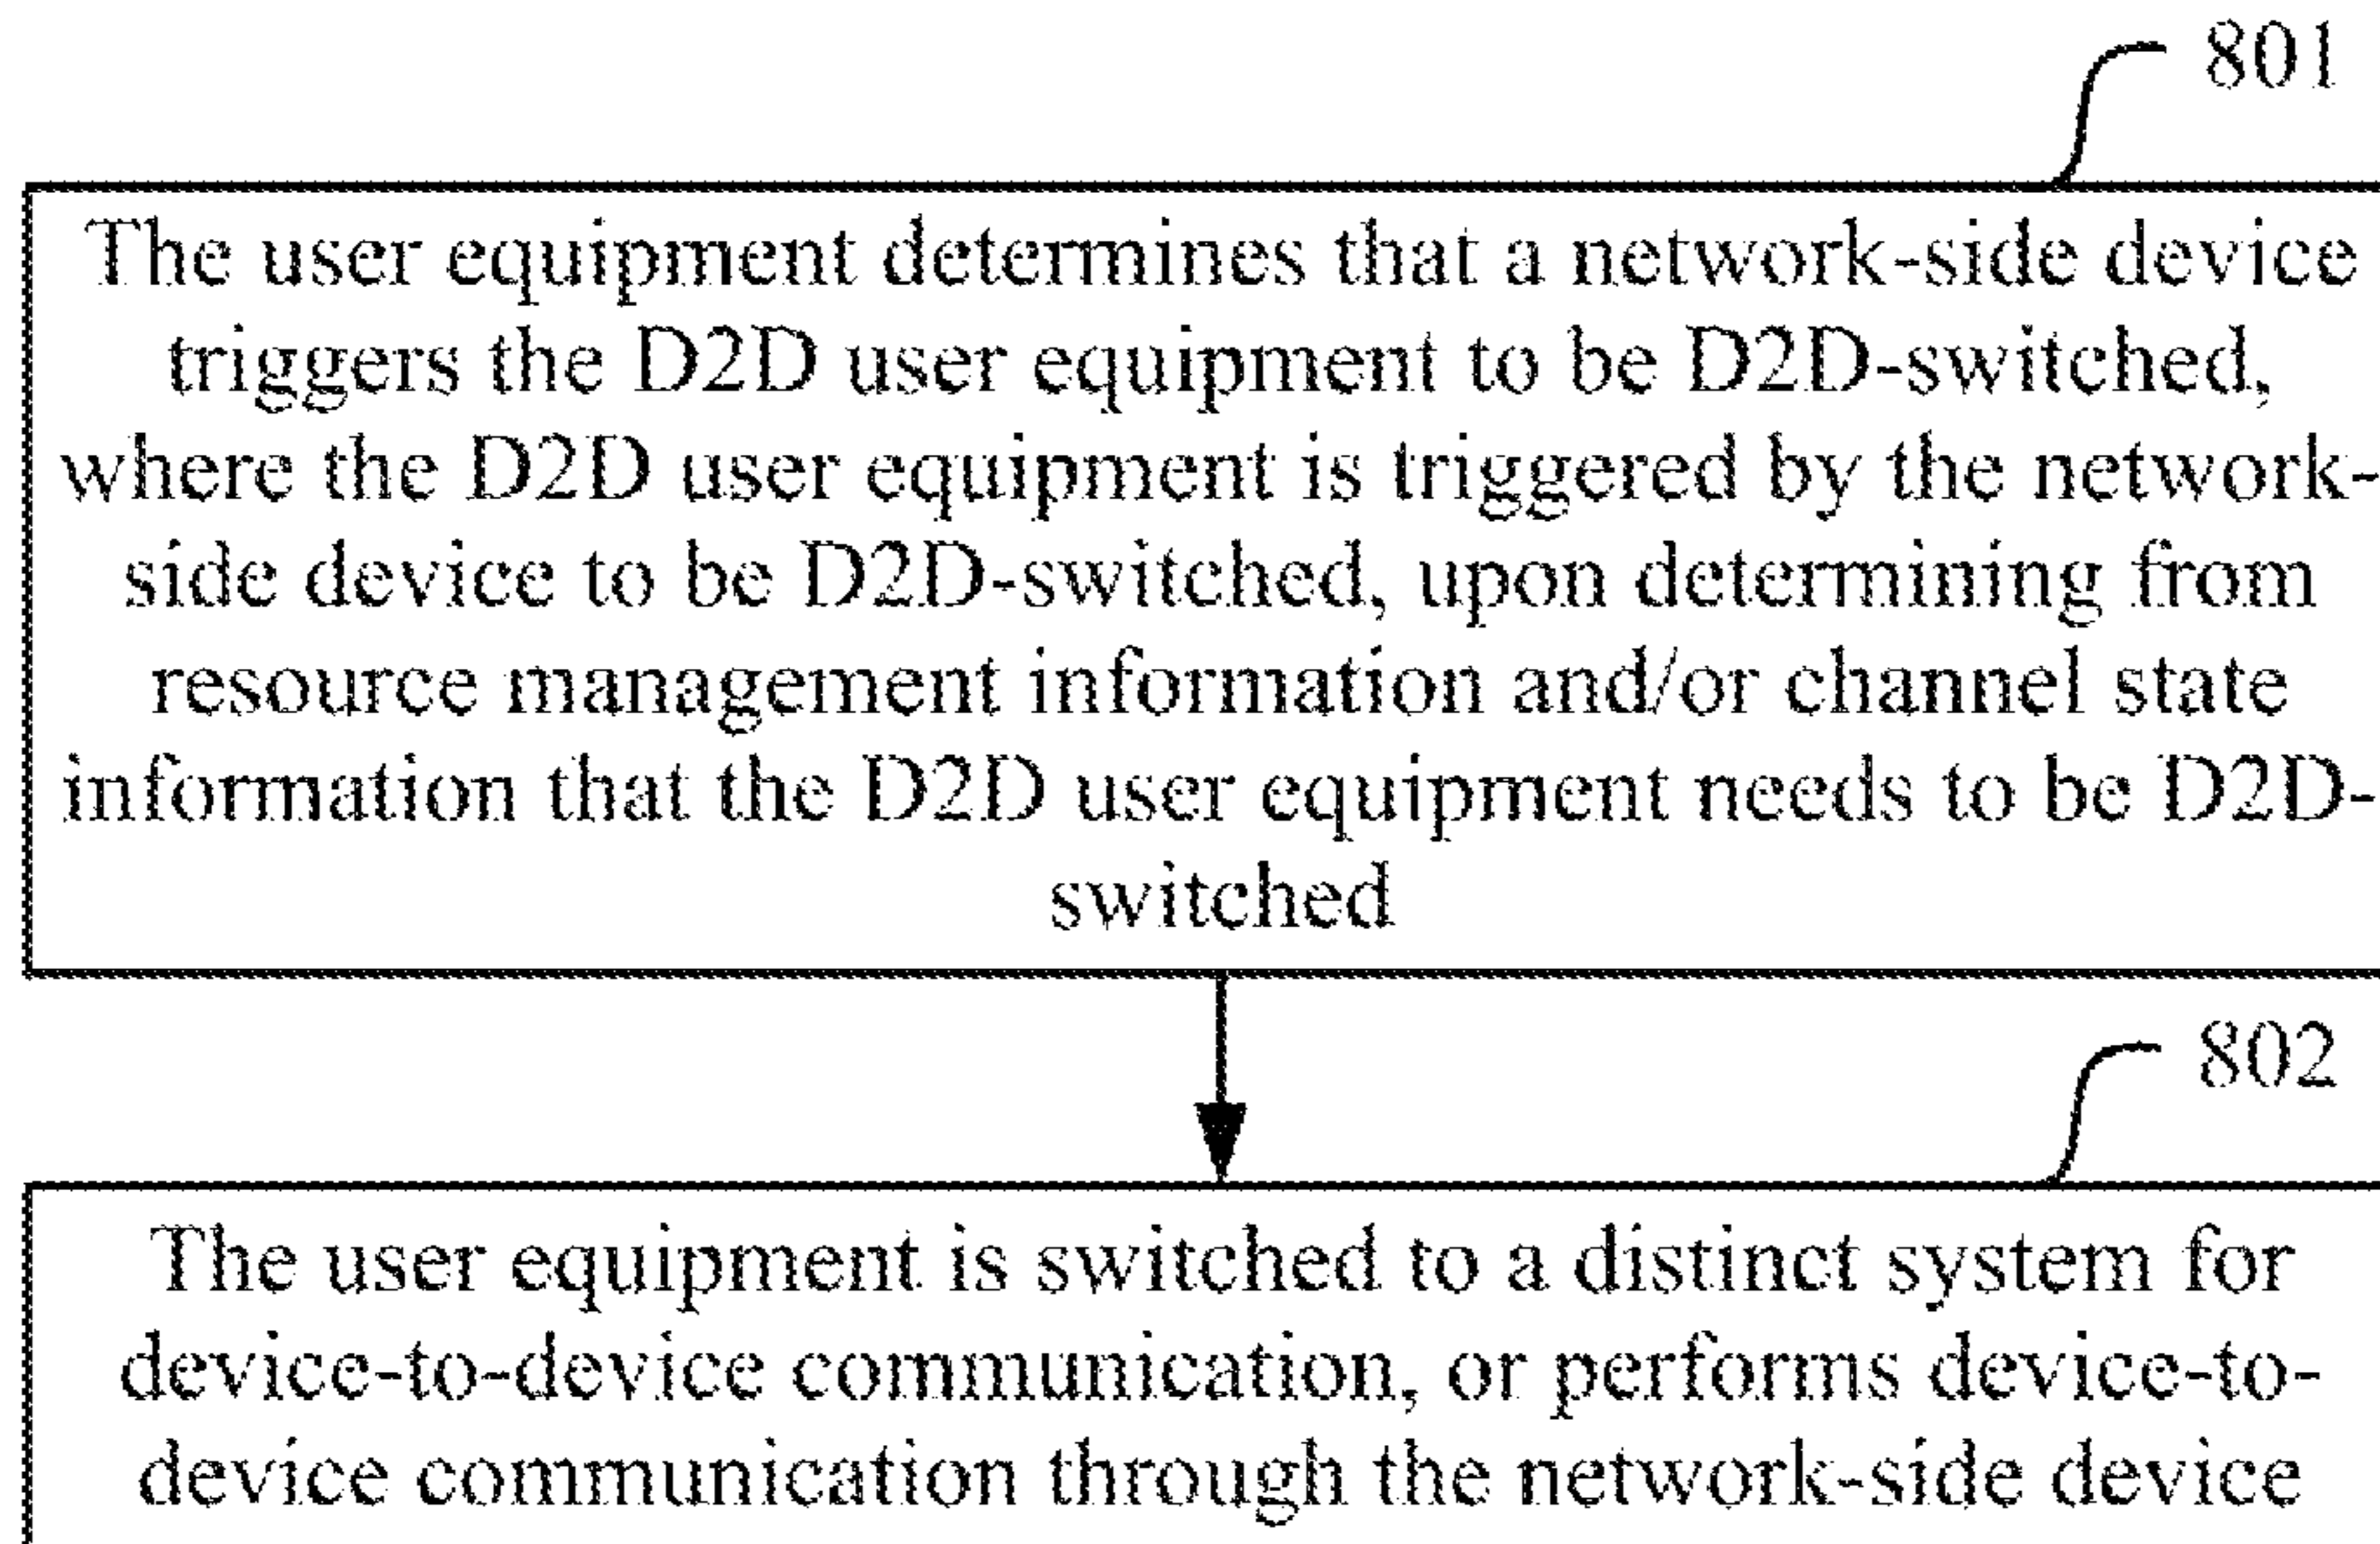 801
The user equipment determines that a network-side device
triggers the D2D user equipment to be D2D-switched,
where the D2D user equipment is triggered by the network-
side device to be D2D-switched, upon determining from
resource management information and/or channel state
information that the D2D user equipment needs to be D2D-
switched
802
The user equipment is switched to a distinct system for
device-to-device communication, or performs device-to-
device communication through the network-side device